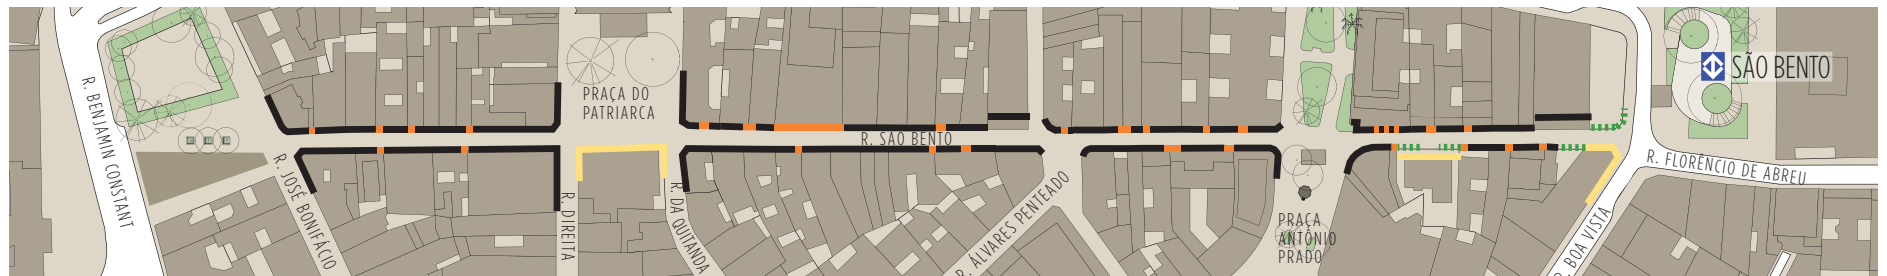 R. BENJAMIN CONSTANT
R. JOSÉ BONIFÁCIO
PRAÇA DO
PATRIARCA
R. DIREITA
R. DA QUITANDA
R. SÃO BENTO
R. ÁLVARES PENTEADO
PRAÇA
ANTÔNIO
PRADO
R. BOA VISTA
R. FLORÊNCIO DE ABREU
SÃO BENTO